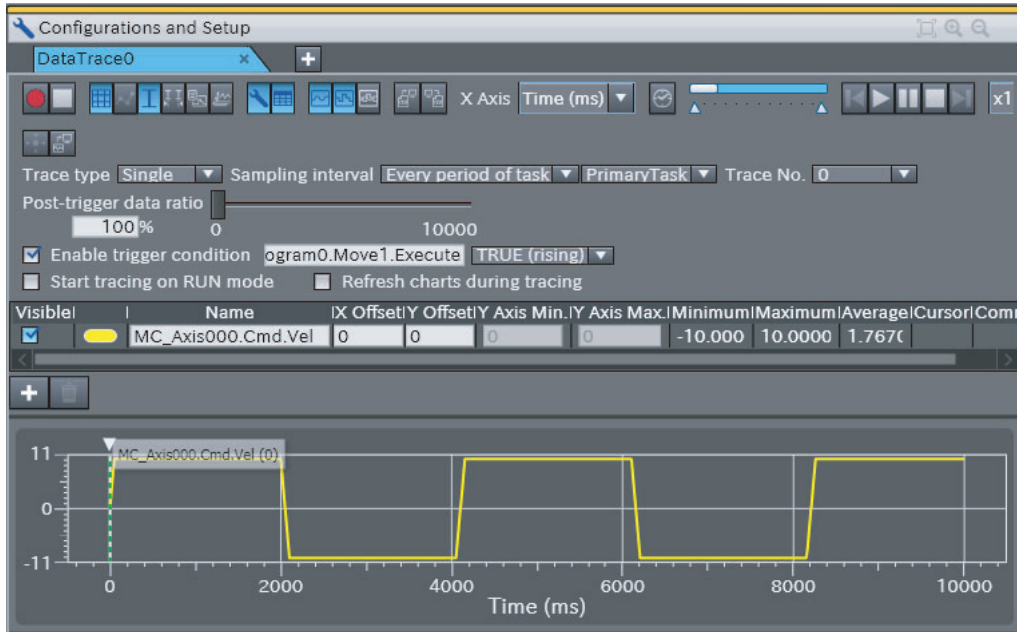 Configurations and Setup
DataTrace0 × +
X Axis Time (ms) x1
Trace type Single Sampling interval Every period of task PrimaryTask Trace No. 0
Post-trigger data ratio
100 % 0 10000
Enable trigger condition ogram0.Move1.Execute TRUE (rising)
Start tracing on RUN mode Refresh charts during tracing
Visible Name X Offset Y Offset Y Axis Min. Y Axis Max. Minimum Maximum Average Cursor Com
MC_Axis000.Cmd.Vel 0 0 0 0 -10.000 10.0000 1.767
+
11
MC_Axis000.Cmd.Vel (0)
0
-11
0 2000 4000 6000 8000 10000
Time (ms)